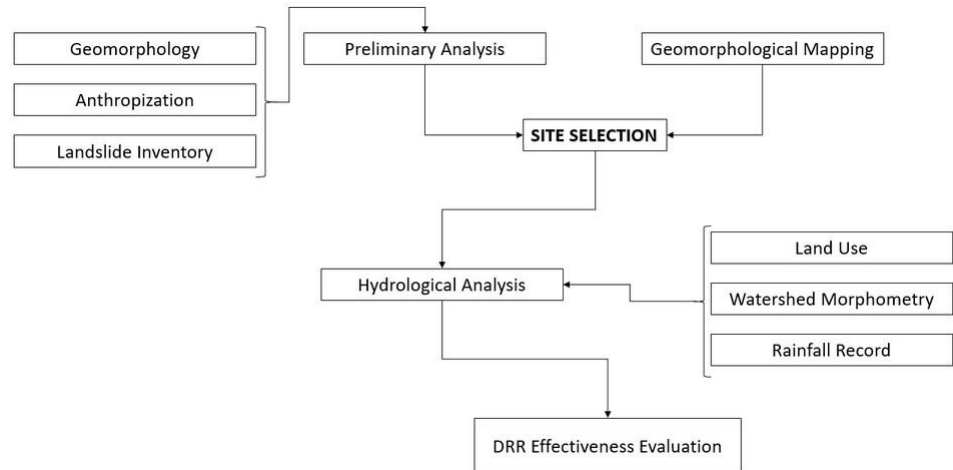 Geomorphology
Anthropization
Landslide Inventory
Preliminary Analysis
Geomorphological Mapping
SITE SELECTION
Hydrological Analysis
Land Use
Watershed Morphometry
Rainfall Record
DRR Effectiveness Evaluation